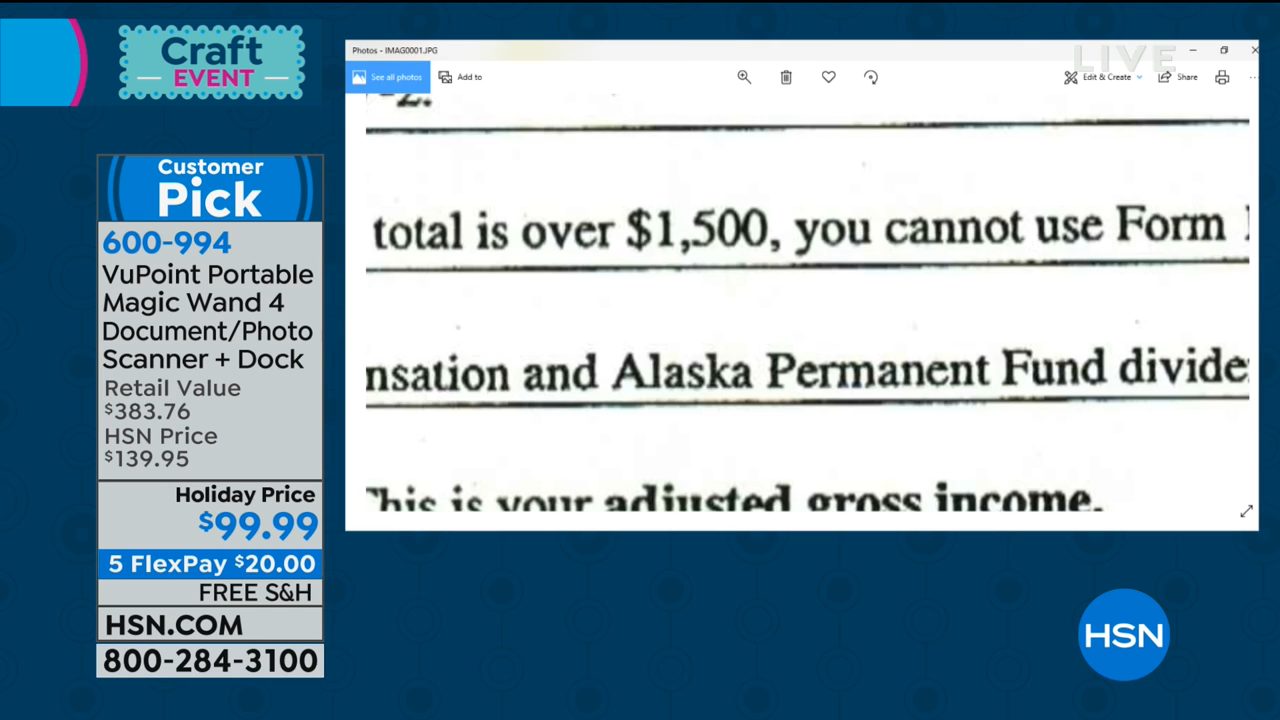 Craft
EVENT
Customer
Pick
600-994
VuPoint Portable
Magic Wand 4
Document/Photo
Scanner + Dock
Retail Value
$383.76
HSN Price
$139.95
Holiday Price
$99.99
5 FlexPay $20.00
FREE S&H
HSN.COM
800-284-3100
Photos - IMAG0001.JPG
LIVE
See all photos
Add to
Edit & Create
Share
total is over $1,500, you cannot use Form
nsation and Alaska Permanent Fund divide
his is your adjusted gross income.
HSN